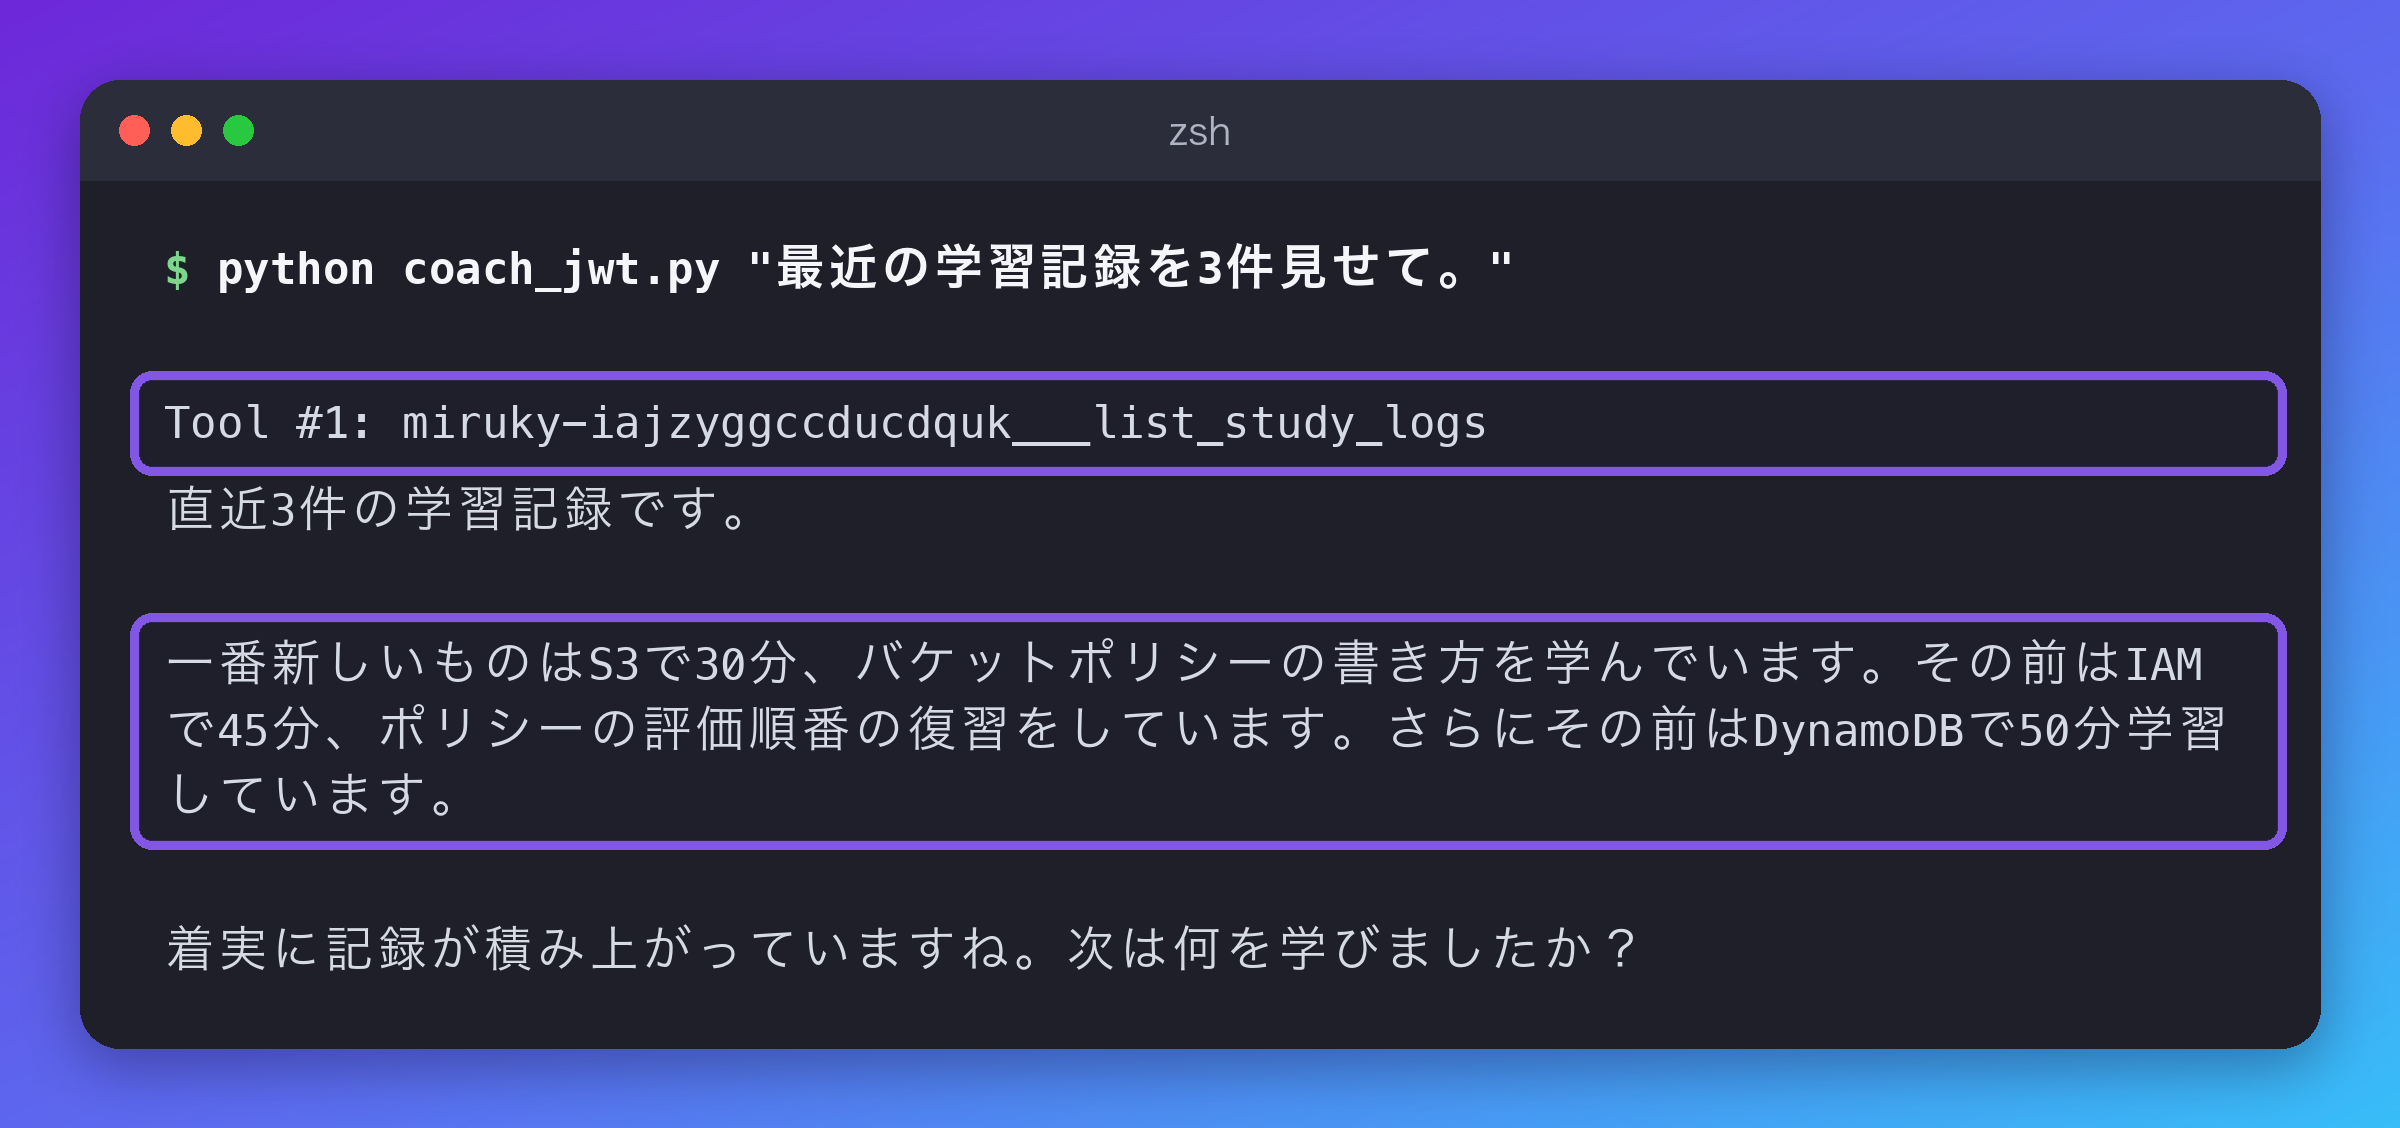 zsh
$ python coach_jwt.py "最近の学習記録を3件見せて。"
Tool #1: miruky-iajzyggccducdquk___list_study_logs
直近3件の学習記録です。
一番新しいものはS3で30分、バケットポリシーの書き方を学んでいます。その前はIAM
で45分、ポリシーの評価順番の復習をしています。さらにその前はDynamoDBで50分学習
しています。
着実に記録が積み上がっていますね。次は何を学びましたか？